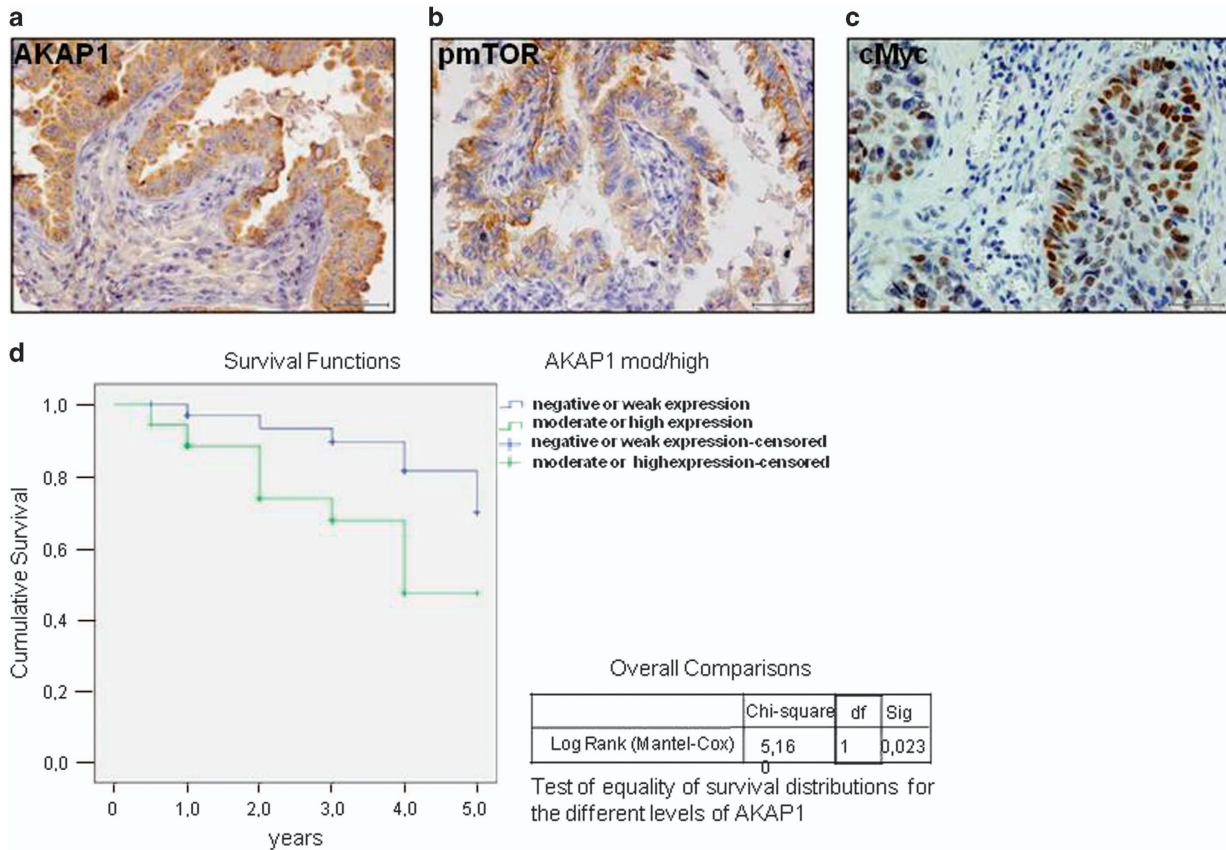 a
b
c
AKAP1
pmTOR
cMyc
d
Survival Functions
AKAP1 mod/high
negative or weak expression
moderate or high expression
negative or weak expression-censored
moderate or highexpression-censored
Cumulative Survival
1,0
0,8
0,6
0,4
0,2
0,0
0 1,0 2,0 3,0 4,0 5,0
years
Overall Comparisons
Chi-square df Sig
Log Rank (Mantel-Cox) 5,16 1 0,023
0
Test of equality of survival distributions for
the different levels of AKAP1